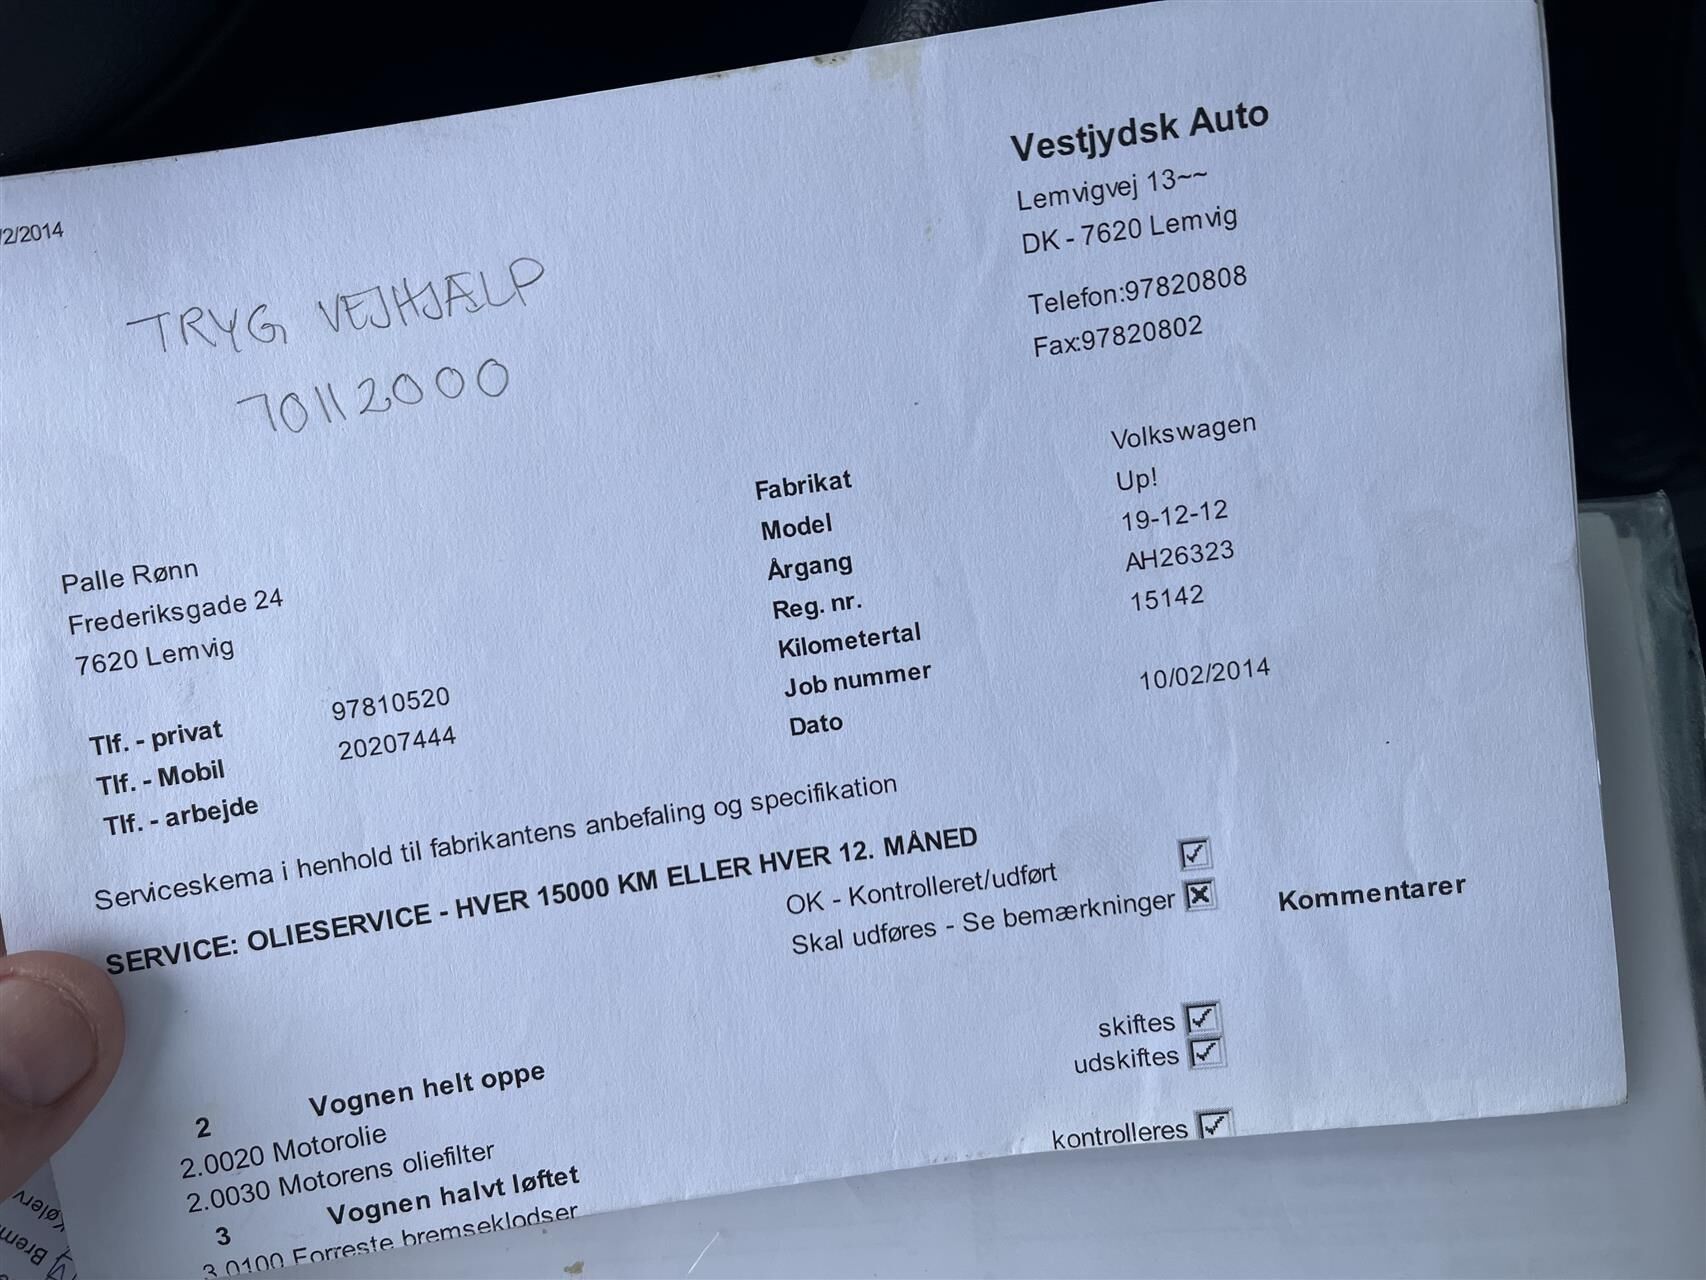 /2/2014
Vestjydsk Auto
Lemvigvej 13~~
DK - 7620 Lemvig
Telefon:97820808
Fax:97820802
TRYG VEJHJÆLP
70112000
Palle Rønn
Frederiksgade 24
7620 Lemvig
Tlf. - privat 97810520
Tlf. - Mobil 20207444
Tlf. - arbejde
Fabrikat Volkswagen
Model Up!
Årgang 19-12-12
Reg. nr. AH26323
Kilometertal 15142
Job nummer
Dato 10/02/2014
Serviceskema i henhold til fabrikantens anbefaling og specifikation
SERVICE: OLIESERVICE - HVER 15000 KM ELLER HVER 12. MÅNED
OK - Kontrolleret/udført
Skal udføres - Se bemærkninger
Kommentarer
2 Vognen helt oppe
2.0020 Motorolie skiftes
2.0030 Motorens oliefilter udskiftes
3 Vognen halvt løftet
3.0100 Forreste bremseklodser kontrolleres
Kølerv
Brem